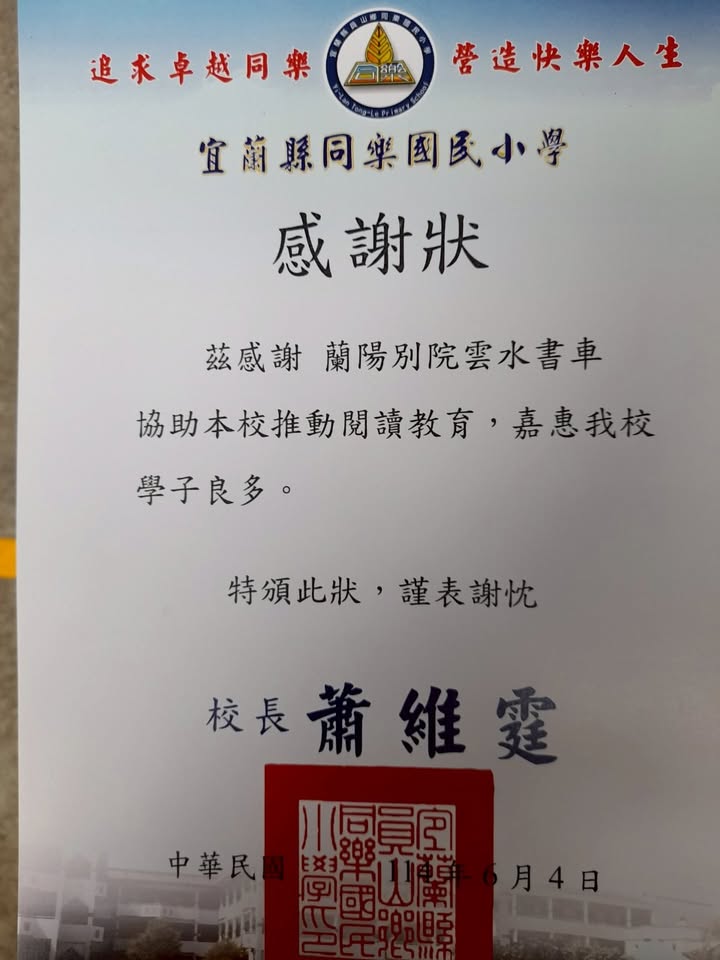 追求卓越同樂 營造快樂人生
宜蘭縣員山鄉同樂國民小學
同樂
Yi-Lan Tong-Le Primary School
宜蘭縣同樂國民小學
感謝狀
茲感謝 蘭陽別院雲水書車
協助本校推動閱讀教育，嘉惠我校
學子良多。
特頒此狀，謹表謝忱
校長 蕭維霆
中華民國 年6月4日
宜蘭縣
員山鄉
同樂國民
小學印